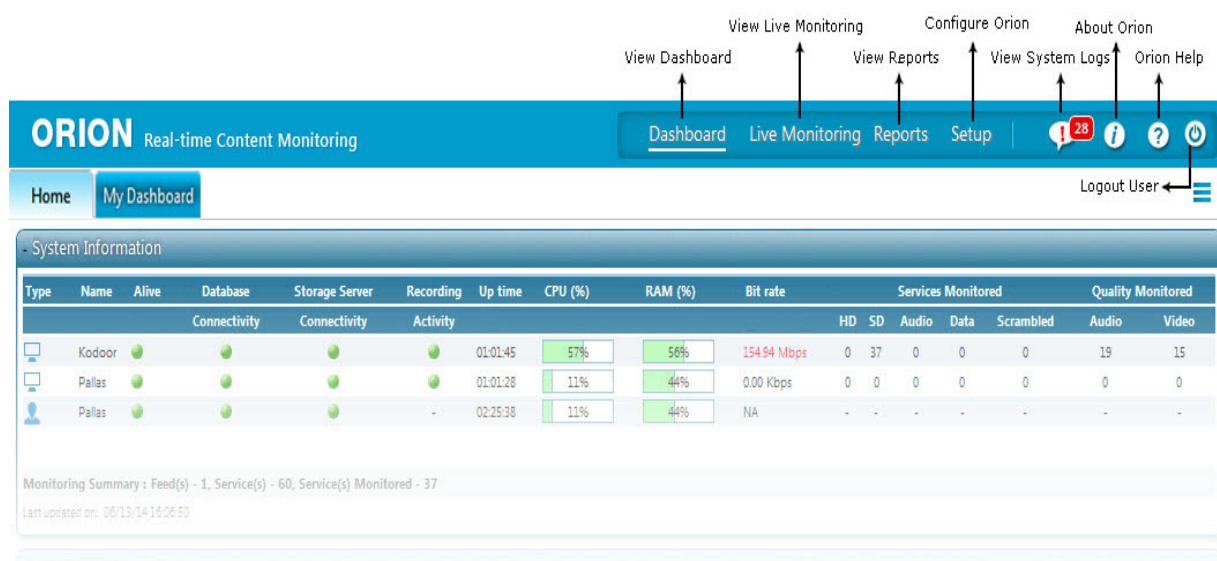 View Live Monitoring Configure Orion About Orion
View Dashboard View Reports View System Logs Orion Help
ORION Real-time Content Monitoring Dashboard Live Monitoring Reports Setup 28
Home My Dashboard Logout User
- System Information
Type Name Alive Database Storage Server Recording Up time CPU (%) RAM (%) Bit rate Services Monitored Quality Monitored
Connectivity Connectivity Activity HD SD Audio Data Scrambled Audio Video
Kodoor 01:01:45 57% 56% 154.94 Mbps 0 37 0 0 0 19 15
Pallas 01:01:28 11% 44% 0.00 Kbps 0 0 0 0 0 0 0
Pallas - 02:25:38 11% 44% NA - - - - - - -
Monitoring Summary : Feed(s) - 1, Service(s) - 60, Service(s) Monitored - 37
Last updated on: 06/13/14 16:06:50